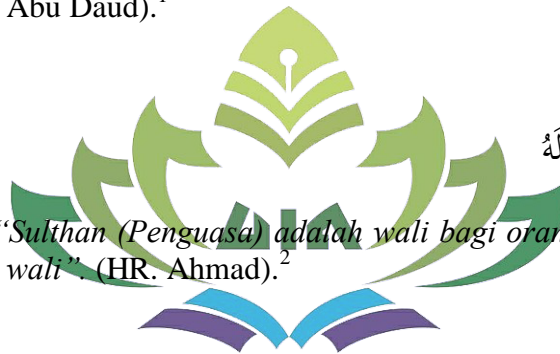 Abu Daud).¹
لَهُ
“Sulthan (Penguasa) adalah wali bagi oran
wali”. (HR. Ahmad).²